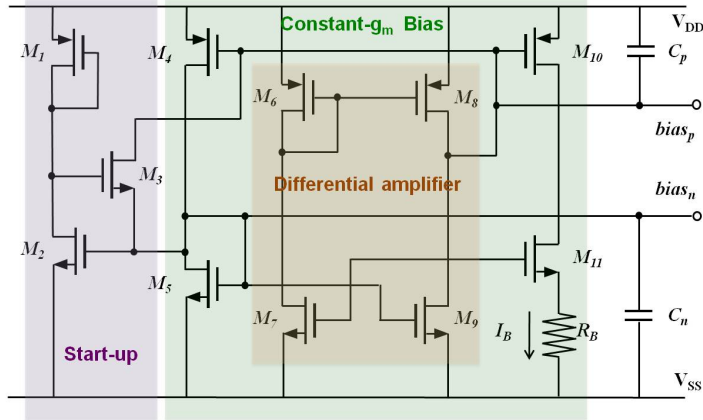 Constant-gm Bias
VDD
M1
M4
M10
Cp
M6
M8
biasp
M3
Differential amplifier
biasn
M2
M11
M5
M7
M9
IB
RB
Cn
Start-up
VSS